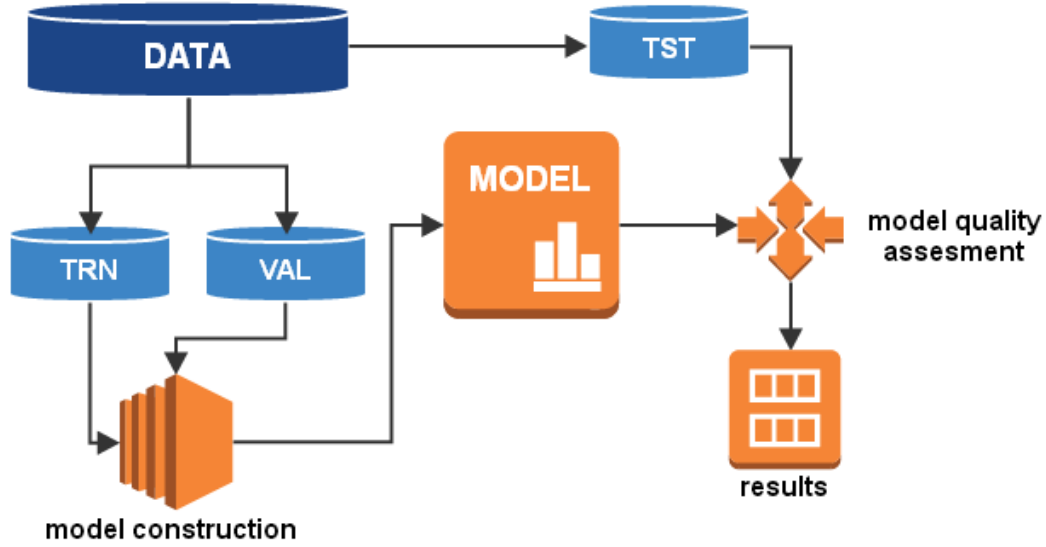 DATA
TST
MODEL
TRN
VAL
model quality
assesment
results
model construction